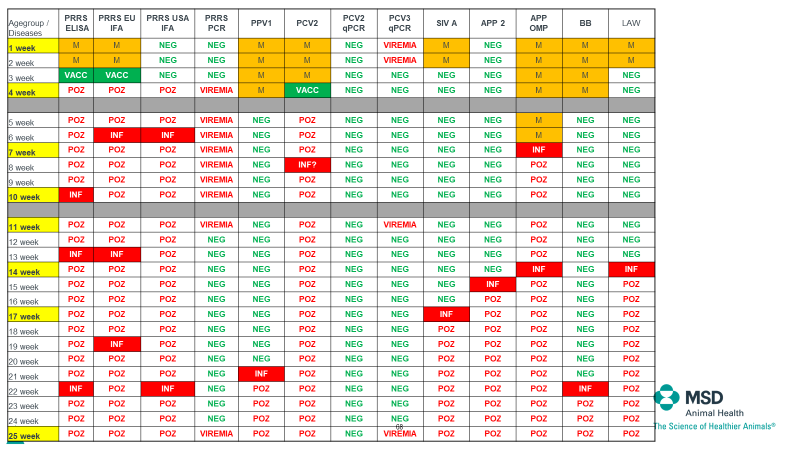 Agegroup / Diseases PRRS ELISA PRRS EU IFA PRRS USA IFA PRRS PCR PPV1 PCV2 PCV2 qPCR PCV3 qPCR SIV A APP 2 APP OMP BB LAW
1 week M M NEG NEG M M NEG VIREMIA M NEG M M M
2 week M M NEG NEG M M NEG VIREMIA M NEG M M M
3 week VACC VACC NEG NEG M M NEG NEG NEG NEG M M NEG
4 week POZ POZ POZ VIREMIA M VACC NEG NEG NEG NEG M M NEG
5 week POZ POZ POZ VIREMIA NEG POZ NEG NEG NEG NEG M NEG NEG
6 week POZ INF INF VIREMIA NEG POZ NEG NEG NEG NEG M NEG NEG
7 week POZ POZ POZ VIREMIA NEG POZ NEG NEG NEG NEG INF NEG NEG
8 week POZ POZ POZ VIREMIA NEG INF? NEG NEG NEG NEG POZ NEG NEG
9 week POZ POZ POZ VIREMIA NEG POZ NEG NEG NEG NEG POZ NEG NEG
10 week INF POZ POZ VIREMIA NEG POZ NEG NEG NEG NEG POZ NEG NEG
11 week POZ POZ POZ VIREMIA NEG POZ NEG VIREMIA NEG NEG POZ NEG NEG
12 week POZ POZ POZ NEG NEG POZ NEG NEG NEG NEG POZ NEG NEG
13 week INF INF POZ NEG NEG POZ NEG NEG NEG NEG POZ NEG NEG
14 week POZ POZ POZ NEG NEG POZ NEG NEG NEG NEG INF NEG INF
15 week POZ POZ POZ NEG NEG POZ NEG NEG NEG INF POZ NEG POZ
16 week POZ POZ POZ NEG NEG POZ NEG NEG NEG POZ POZ NEG POZ
17 week POZ POZ POZ NEG NEG POZ NEG NEG INF POZ POZ NEG POZ
18 week POZ POZ POZ NEG NEG POZ NEG NEG POZ POZ POZ NEG POZ
19 week POZ INF POZ NEG NEG POZ NEG NEG POZ POZ POZ NEG POZ
20 week POZ POZ POZ NEG NEG POZ NEG NEG POZ POZ POZ NEG POZ
21 week POZ POZ POZ NEG INF POZ NEG NEG POZ POZ POZ NEG POZ
22 week INF POZ INF NEG POZ POZ NEG NEG POZ POZ POZ INF POZ
23 week POZ POZ POZ NEG POZ POZ NEG NEG POZ POZ POZ POZ POZ
24 week POZ POZ POZ NEG POZ POZ NEG NEG POZ POZ POZ POZ POZ
68
25 week POZ POZ POZ VIREMIA POZ POZ NEG VIREMIA POZ POZ POZ POZ POZ
MSD
Animal Health
The Science of Healthier Animals®